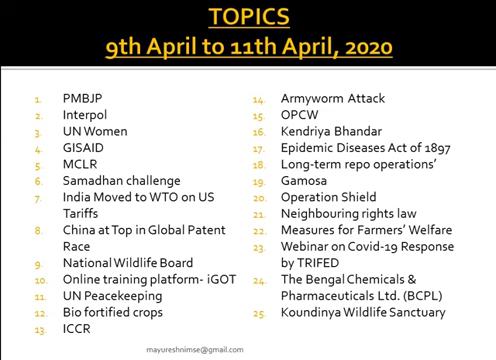 TOPICS
9th April to 11th April, 2020
1. PMBJP
2. Interpol
3. UN Women
4. GISAID
5. MCLR
6. Samadhan challenge
7. India Moved to WTO on US
Tariffs
8. China at Top in Global Patent
Race
9. National Wildlife Board
10. Online training platform- iGOT
11. UN Peacekeeping
12. Bio fortified crops
13. ICCR
14. Armyworm Attack
15. OPCW
16. Kendriya Bhandar
17. Epidemic Diseases Act of 1897
18. Long-term repo operations’
19. Gamosa
20. Operation Shield
21. Neighbouring rights law
22. Measures for Farmers’ Welfare
23. Webinar on Covid-19 Response
by TRIFED
24. The Bengal Chemicals &
Pharmaceuticals Ltd. (BCPL)
25. Koundinya Wildlife Sanctuary
mayureshnimse@gmail.com